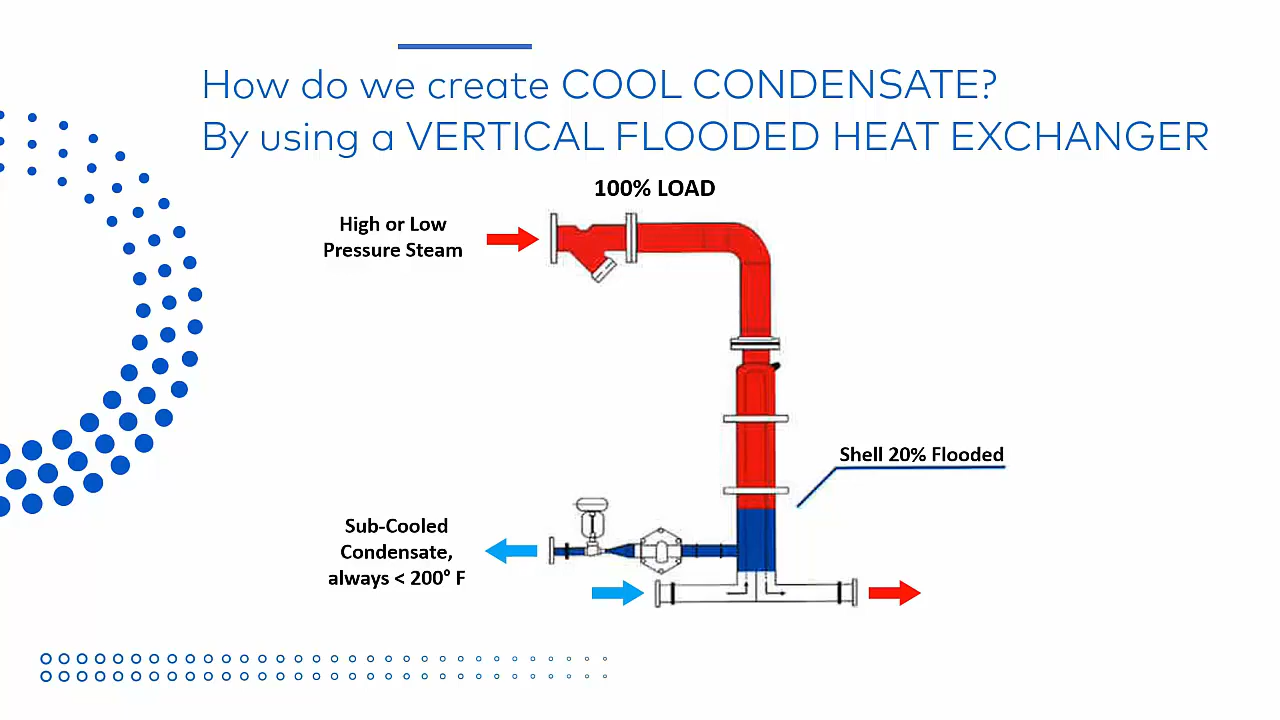 How do we create COOL CONDENSATE?
By using a VERTICAL FLOODED HEAT EXCHANGER
100% LOAD
High or Low
Pressure Steam
Shell 20% Flooded
Sub-Cooled
Condensate,
always < 200° F